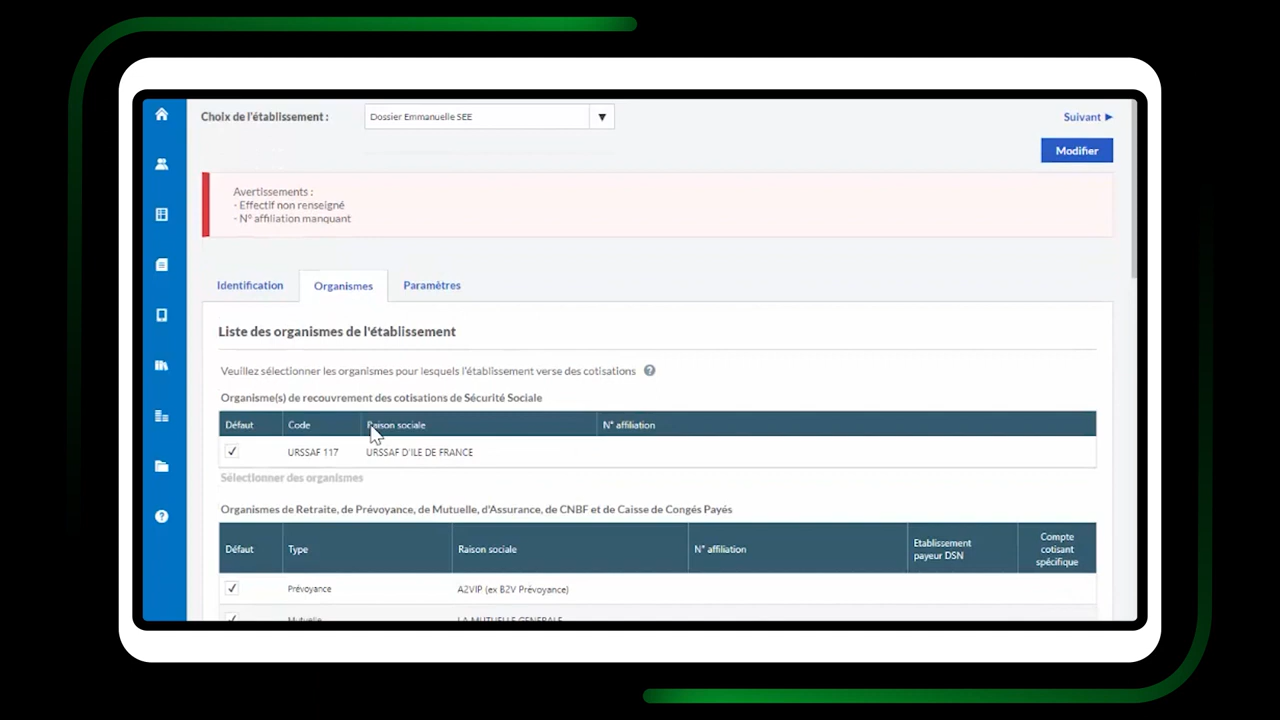 Choix de l'établissement :
Dossier Emmanuelle SEE
Suivant
Modifier
Avertissements :
- Effectif non renseigné
- N° affiliation manquant
Identification
Organismes
Paramètres
Liste des organismes de l'établissement
Veuillez sélectionner les organismes pour lesquels l'établissement verse des cotisations
Organisme(s) de recouvrement des cotisations de Sécurité Sociale
Défaut
Code
Raison sociale
N° affiliation
URSSAF 117
URSSAF D'ILE DE FRANCE
Sélectionner des organismes
Organismes de Retraite, de Prévoyance, de Mutuelle, d'Assurance, de CNBF et de Caisse de Congés Payés
Défaut
Type
Raison sociale
N° affiliation
Etablissement
payeur DSN
Compte
cotisant
spécifique
Prévoyance
A2VIP (ex B2V Prévoyance)
Mutuelle
LA MUTUELLE GENERALE